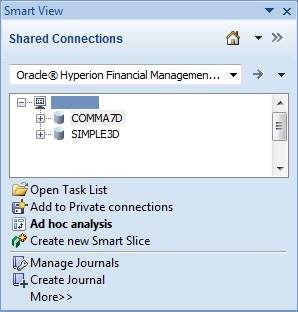 Smart View
Shared Connections
Oracle® Hyperion Financial Managemen...
COMMA7D
SIMPLE3D
Open Task List
Add to Private connections
Ad hoc analysis
Create new Smart Slice
Manage Journals
Create Journal
More>>